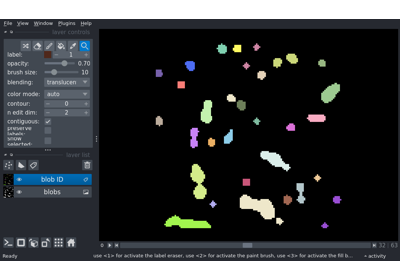 File View Window Plugins Help
layer controls
label: 1
opacity: 0.70
brush size: 10
blending: translucen
color mode: auto
contour: 0
n edit dim: 2
contiguous:
preserve labels:
show selected:
layer list
blob ID
blobs
32 63
Ready
use <1> for activate the label eraser, use <2> for activate the paint brush, use <3> for activate the fill b...
activity